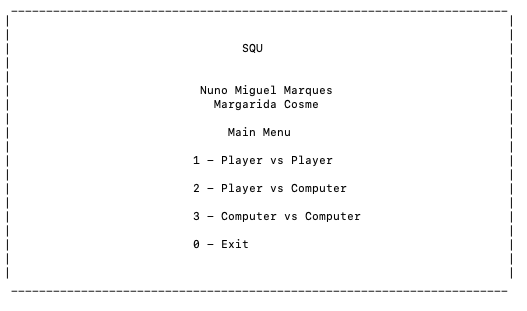 SQU
Nuno Miguel Marques
Margarida Cosme
Main Menu
1 — Player vs Player
2 — Player vs Computer
3 — Computer vs Computer
0 — Exit